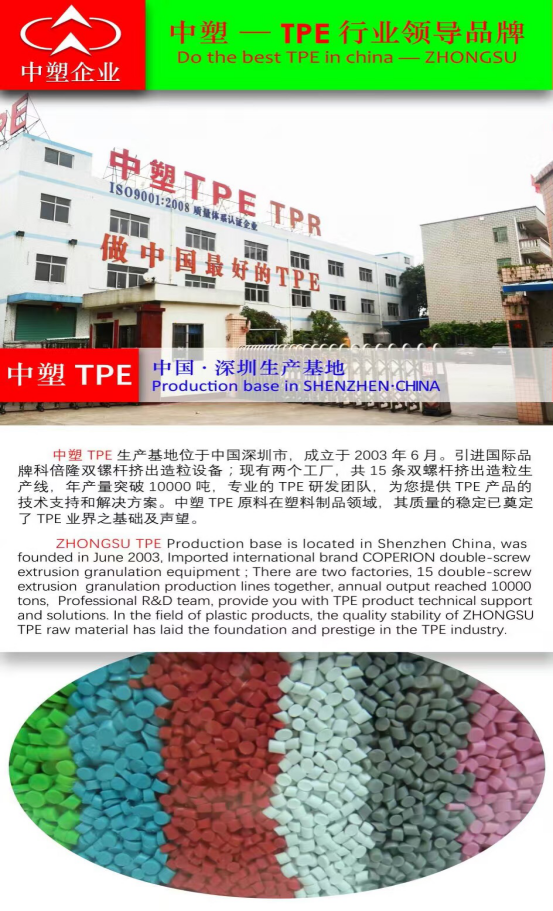 中塑企业
中塑 — TPE 行业领导品牌
Do the best TPE in china — ZHONGSU
PE
中塑 TPE TPR
ISO9001:2008 质量体系认证企业
做中国最好的TPE
中塑 TPE
中国 · 深圳生产基地
Production base in SHENZHEN·CHINA
中塑 TPE 生产基地位于中国深圳市，成立于 2003 年 6 月。引进国际品
牌科倍隆双镙杆挤出造粒设备；现有两个工厂，共 15 条双螺杆挤出造粒生
产线，年产量突破 10000 吨，专业的 TPE 研发团队，为您提供 TPE 产品的
技术支持和解决方案。中塑 TPE 原料在塑料制品领域，其质量的稳定已奠定
了 TPE 业界之基础及声望。
ZHONGSU TPE Production base is located in Shenzhen China, was
founded in June 2003, Imported international brand COPERION double-screw
extrusion granulation equipment ; There are two factories, 15 double-screw
extrusion granulation production lines together, annual output reached 10000
tons, Professional R&D team, provide you with TPE product technical support
and solutions. In the field of plastic products, the quality stability of ZHONGSU
TPE raw material has laid the foundation and prestige in the TPE industry.